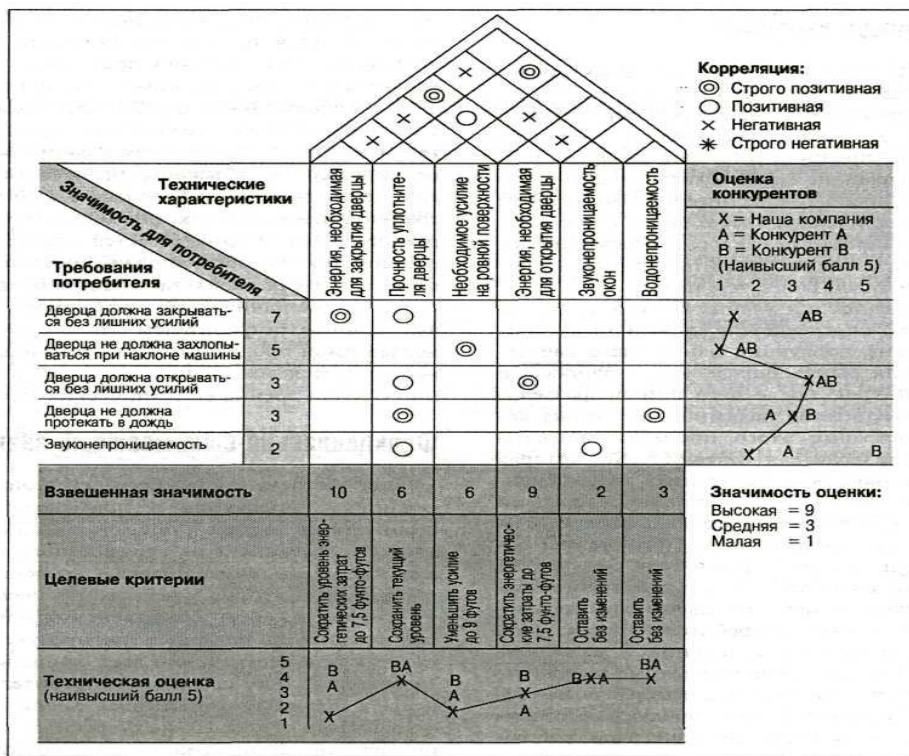 Корреляция:
Строго позитивная
Позитивная
Негативная
Строго негативная
Технические
характеристики
Значимость для потребителя
Требования
потребителя
Энергия, необходимая
для закрытия дверцы
Прочность уплотните-
ля дверцы
Необходимое усилие
на ровной поверхности
Энергия, необходимая
для открытия дверцы
Звуконепроницаемость
окон
Водонепроницаемость
Оценка
конкурентов
X = Наша компания
A = Конкурент A
B = Конкурент B
(Наивысший балл 5)
1 2 3 4 5
Дверца должна закрывать-
ся без лишних усилий
7
X AB
Дверца не должна захлопы-
ваться при наклоне машины
5
X AB
Дверца должна открывать-
ся без лишних усилий
3
X AB
Дверца не должна
протекать в дождь
3
A X B
Звуконепроницаемость
2
X A B
Взвешенная значимость
10 6 6 9 2 3
Значимость оценки:
Высокая = 9
Средняя = 3
Малая = 1
Целевые критерии
Сократить уровень энер-
гетических затрат
до 7,5 фунто-футов
Сохранить текущий
уровень
Уменьшить усилие
до 9 футов
Сократить энергетичес-
кие затраты до
7,5 фунто-футов
Оставить
без изменений
Оставить
без изменений
Техническая оценка
(наивысший балл 5)
5
4
3
2
1
B
A
X
BA
X
B
A
X
B
X
A
B X A
BA
X